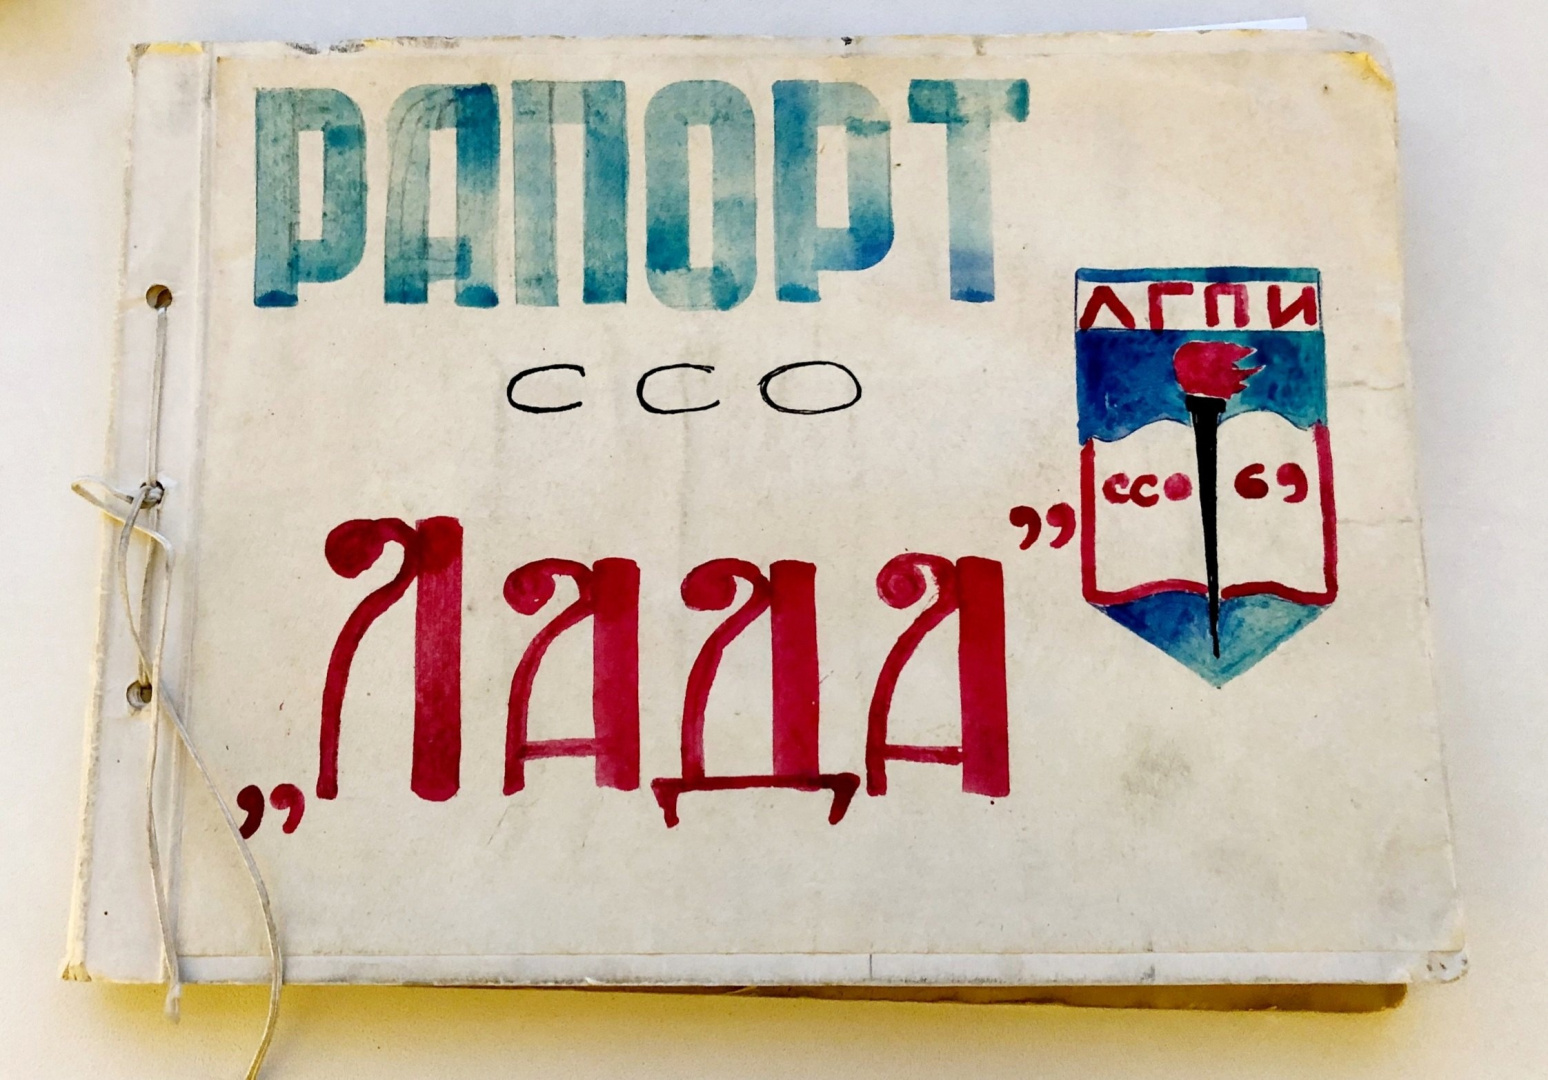 РАПОРТ
ССО
„Лада”
ЛГПИ
ссо 69